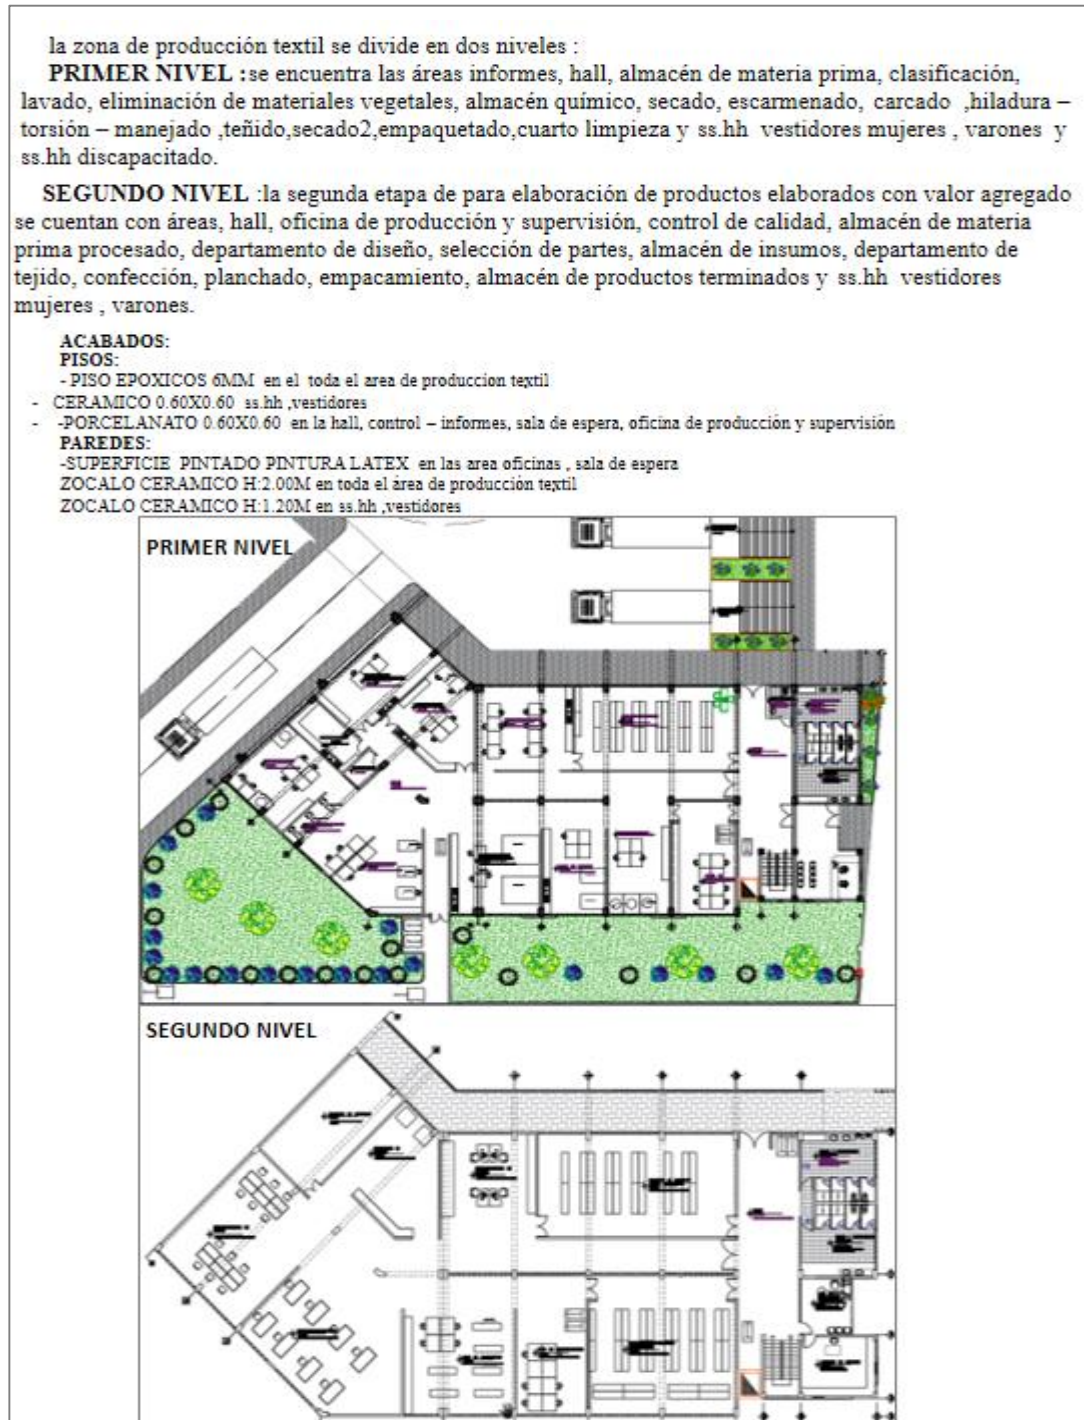 la zona de producción textil se divide en dos niveles :
PRIMER NIVEL :se encuentra las áreas informes, hall, almacén de materia prima, clasificación,
lavado, eliminación de materiales vegetales, almacén químico, secado, escarmenado, carcado ,hiladura –
torsión – manejado ,teñido,secado2,empaquetado,cuarto limpieza y ss.hh vestidores mujeres , varones y
ss.hh discapacitado.
SEGUNDO NIVEL :la segunda etapa de para elaboración de productos elaborados con valor agregado
se cuentan con áreas, hall, oficina de producción y supervisión, control de calidad, almacén de materia
prima procesado, departamento de diseño, selección de partes, almacén de insumos, departamento de
tejido, confección, planchado, empacamiento, almacén de productos terminados y ss.hh vestidores
mujeres , varones.
ACABADOS:
PISOS:
- PISO EPOXICOS 6MM en el toda el area de produccion textil
- CERAMICO 0.60X0.60 ss.hh ,vestidores
- -PORCELANATO 0.60X0.60 en la hall, control – informes, sala de espera, oficina de producción y supervisión
PAREDES:
-SUPERFICIE PINTADO PINTURA LATEX en las area oficinas , sala de espera
ZOCALO CERAMICO H:2.00M en toda el área de producción textil
ZOCALO CERAMICO H:1.20M en ss.hh ,vestidores
PRIMER NIVEL
SEGUNDO NIVEL